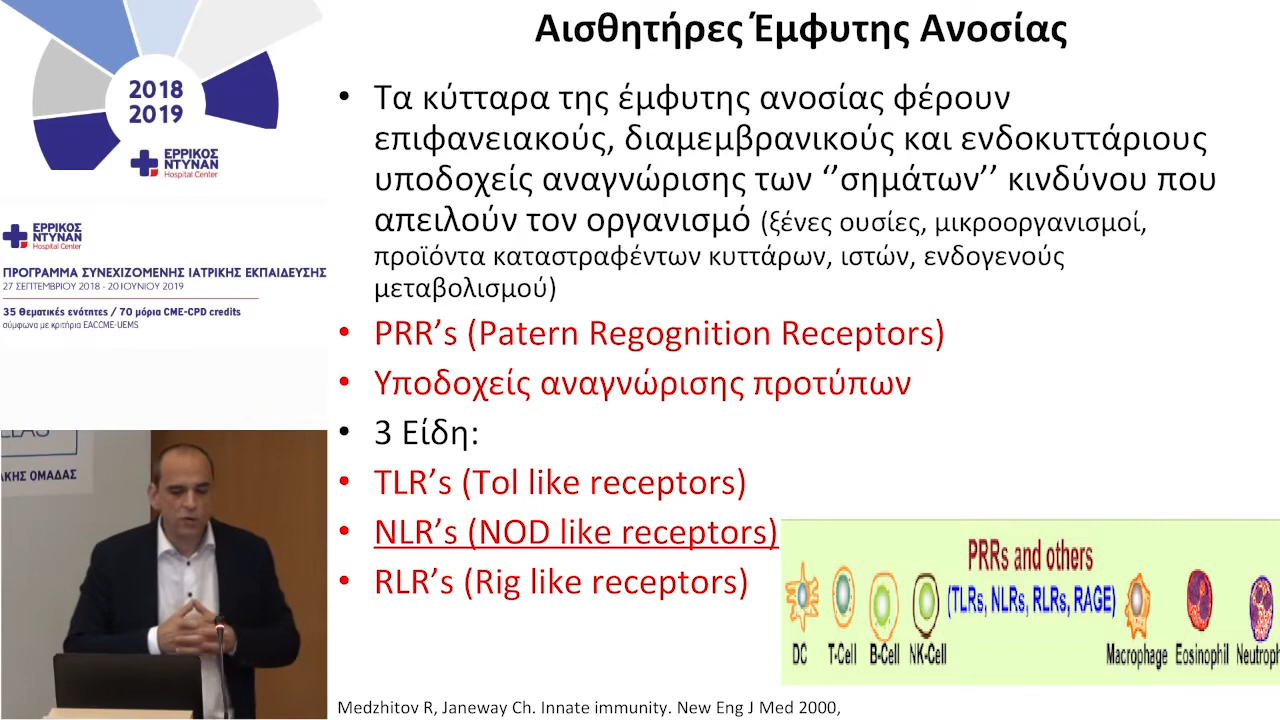 Αισθητήρες Έμφυτης Ανοσίας
2018
2019
ΕΡΡΙΚΟΣ
ΝΤΥΝΑΝ
Hospital Center
ΕΡΡΙΚΟΣ
ΝΤΥΝΑΝ
Hospital Center
ΠΡΟΓΡΑΜΜΑ ΣΥΝΕΧΙΖΟΜΕΝΗΣ ΙΑΤΡΙΚΗΣ ΕΚΠΑΙΔΕΥΣΗΣ
27 ΣΕΠΤΕΜΒΡΙΟΥ 2018 - 20 ΙΟΥΝΙΟΥ 2019
35 Θεματικές ενότητες / 70 μόρια CME-CPD credits
σύμφωνα με κριτήρια EACCME-UEMS
ΑΚΗΣ ΟΜΑΔΑΣ
• Τα κύτταρα της έμφυτης ανοσίας φέρουν
επιφανειακούς, διαμεμβρανικούς και ενδοκυττάριους
υποδοχείς αναγνώρισης των ‘’σημάτων’’ κινδύνου που
απειλούν τον οργανισμό (ξένες ουσίες, μικροοργανισμοί,
προϊόντα καταστραφέντων κυττάρων, ιστών, ενδογενούς
μεταβολισμού)
• PRR’s (Patern Regognition Receptors)
• Υποδοχείς αναγνώρισης προτύπων
• 3 Είδη:
• TLR’s (Tol like receptors)
• NLR’s (NOD like receptors)
• RLR’s (Rig like receptors)
PRRs and others
(TLRs, NLRs, RLRs, RAGE)
DC T-Cell B-Cell NK-Cell Macrophage Eosinophil Neutroph
Medzhitov R, Janeway Ch. Innate immunity. New Eng J Med 2000,